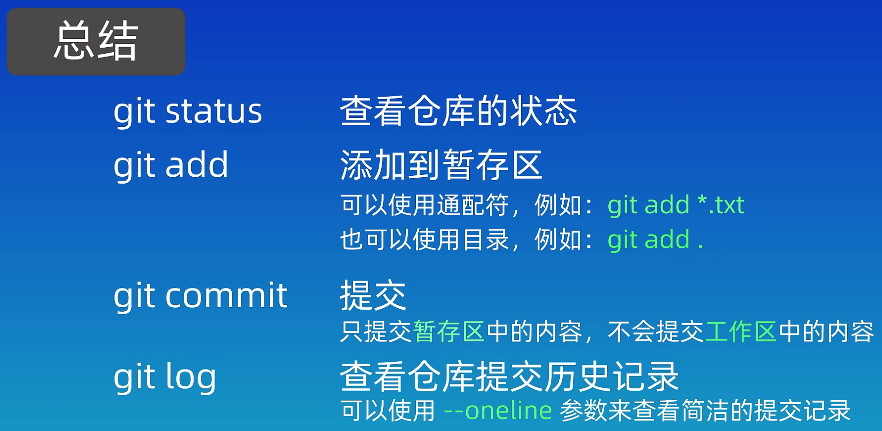 总结
git status 查看仓库的状态
git add 添加到暂存区
可以使用通配符，例如：git add *.txt
也可以使用目录，例如：git add .
git commit 提交
只提交暂存区中的内容，不会提交工作区中的内容
git log 查看仓库提交历史记录
可以使用 --oneline 参数来查看简洁的提交记录